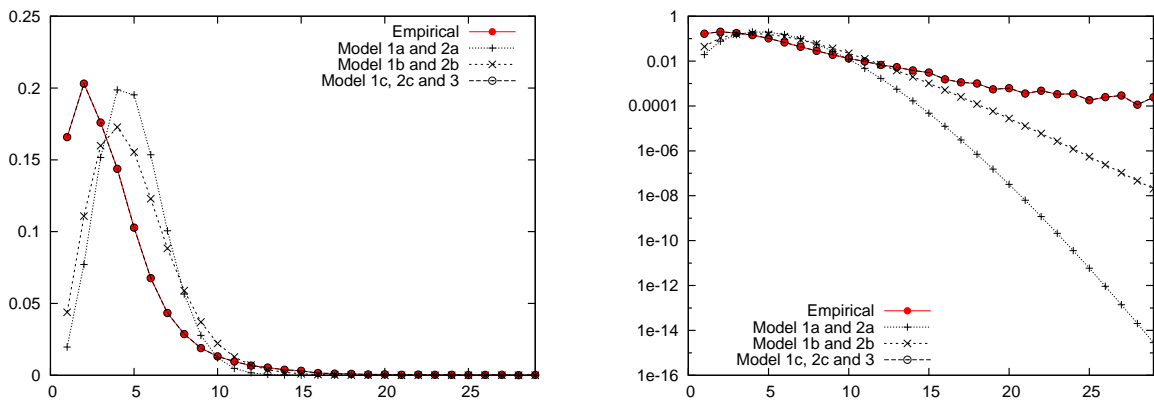 0.25
0.2
0.15
0.1
0.05
0
0 5 10 15 20 25
Empirical
Model 1a and 2a
Model 1b and 2b
Model 1c, 2c and 3
1
0.01
0.0001
1e-06
1e-08
1e-10
1e-12
1e-14
1e-16
0 5 10 15 20 25
Empirical
Model 1a and 2a
Model 1b and 2b
Model 1c, 2c and 3